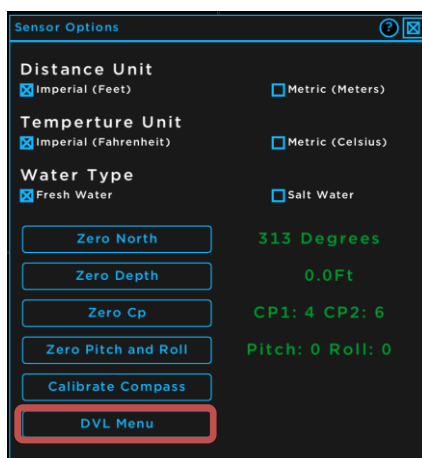 Sensor Options ?
Distance Unit
Imperial (Feet) Metric (Meters)
Temperture Unit
Imperial (Fahrenheit) Metric (Celsius)
Water Type
Fresh Water Salt Water
Zero North 313 Degrees
Zero Depth 0.0Ft
Zero Cp CP1: 4 CP2: 6
Zero Pitch and Roll Pitch: 0 Roll: 0
Calibrate Compass
DVL Menu